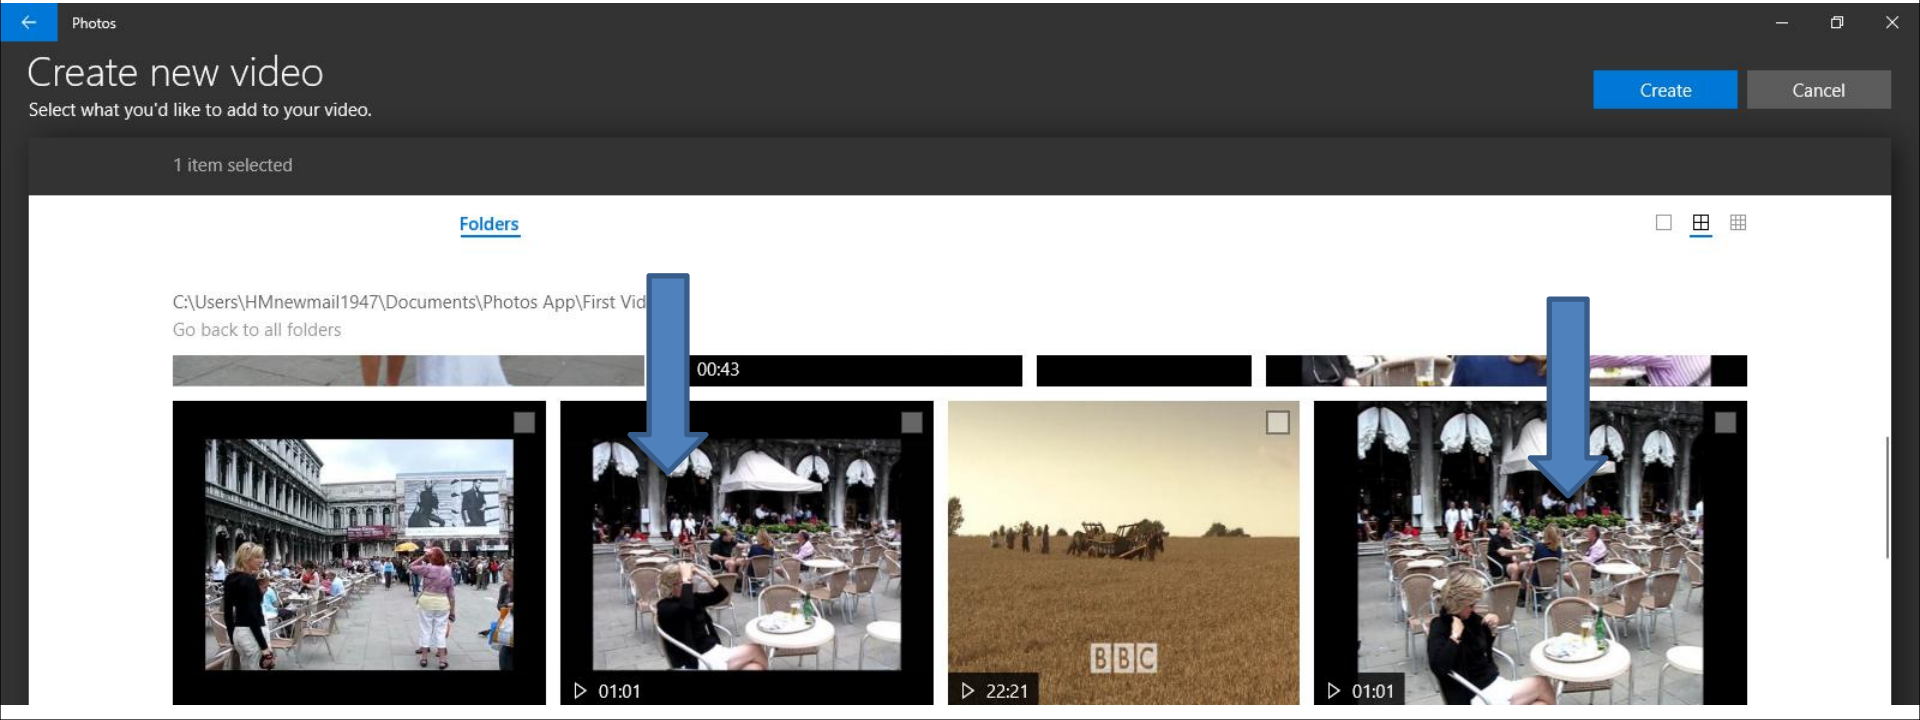 Photos
Create new video
Create
Cancel
Select what you'd like to add to your video.
1 item selected
Folders
C:\Users\HMnewmail1947\Documents\Photos App\First Vid
Go back to all folders
00:43
BBC
01:01
22:21
01:01